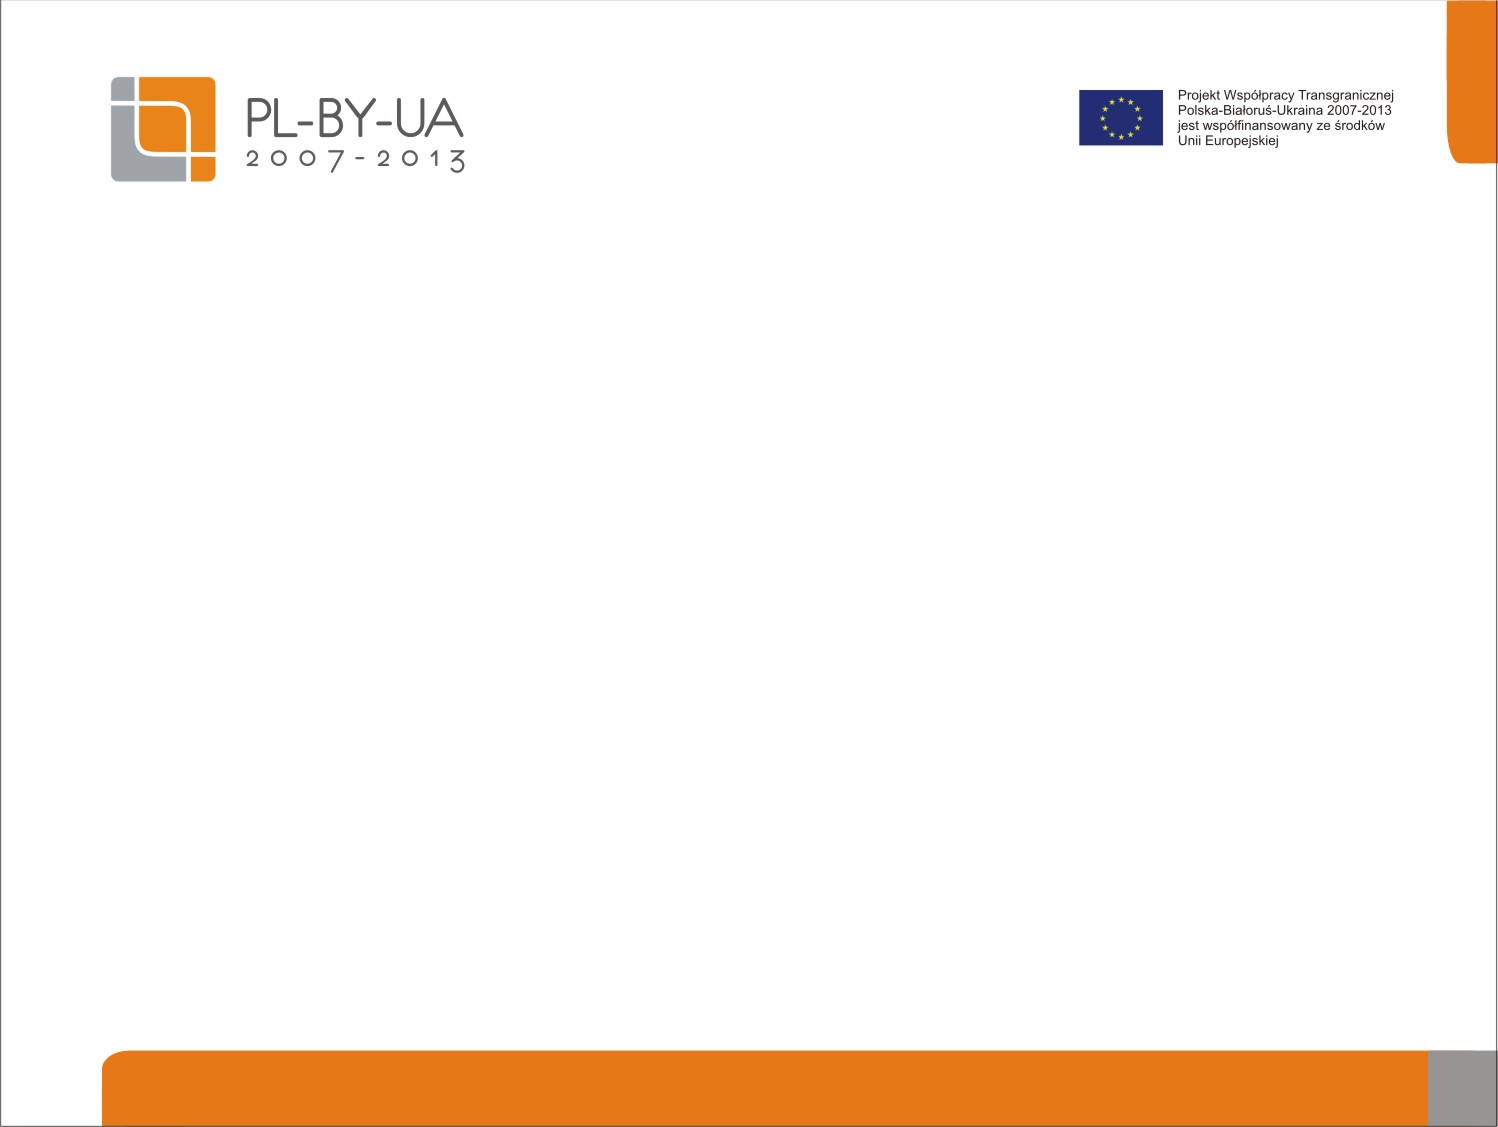 PL-BY-UA
2007-2013
Projekt Współpracy Transgranicznej
Polska-Białoruś-Ukraina 2007-2013
jest współfinansowany ze środków
Unii Europejskiej